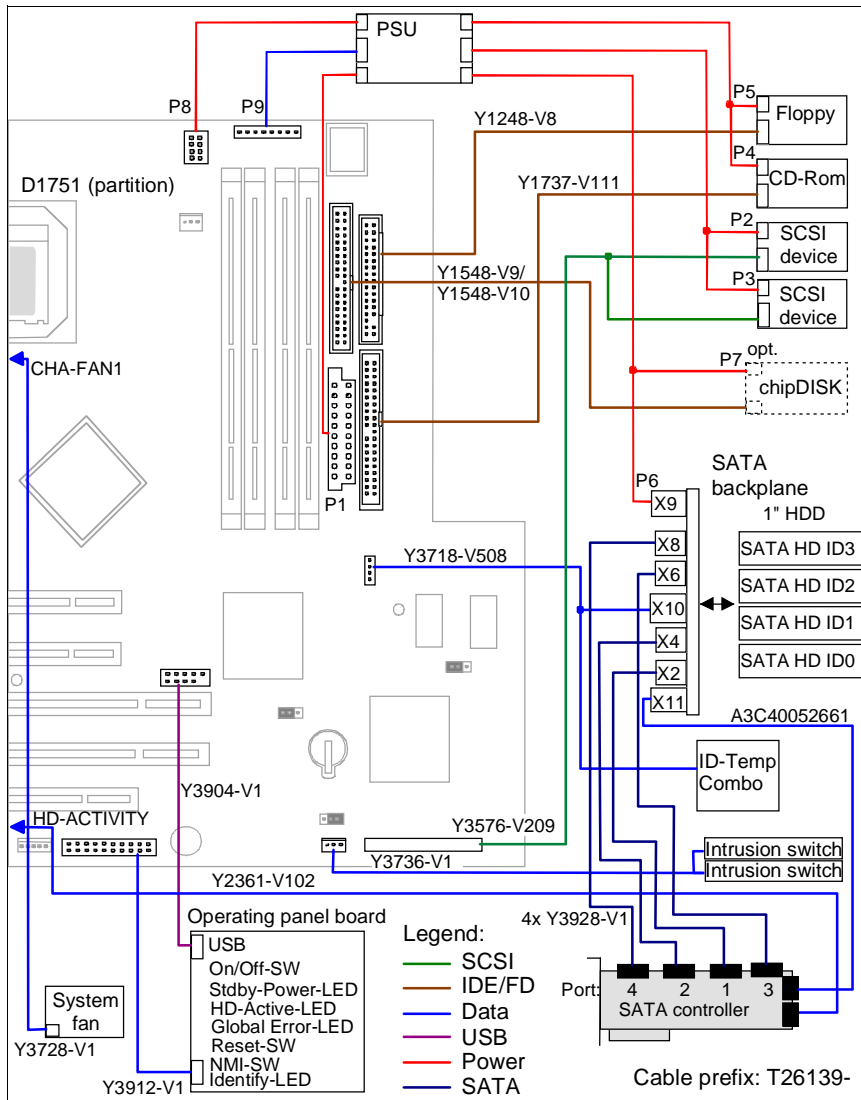 PSU
P8
P9
P5
Y1248-V8
Floppy
P4
D1751 (partition)
Y1737-V111
CD-Rom
P2
SCSI
device
Y1548-V9/
Y1548-V10
P3
SCSI
device
CHA-FAN1
P7
opt.
chipDISK
P1
P6
SATA
backplane
1" HDD
X9
X8
X6
X10
X4
X2
X11
SATA HD ID3
SATA HD ID2
SATA HD ID1
SATA HD ID0
Y3718-V508
A3C40052661
ID-Temp
Combo
Y3904-V1
HD-ACTIVITY
Y3576-V209
Y3736-V1
Intrusion switch
Intrusion switch
Y2361-V102
4x Y3928-V1
Operating panel board
USB
On/Off-SW
Stdby-Power-LED
HD-Active-LED
Global Error-LED
Reset-SW
NMI-SW
Identify-LED
Legend:
SCSI
IDE/FD
Data
USB
Power
SATA
Port:
4
2
1
3
SATA controller
System
fan
Y3728-V1
Y3912-V1
Cable prefix: T26139-